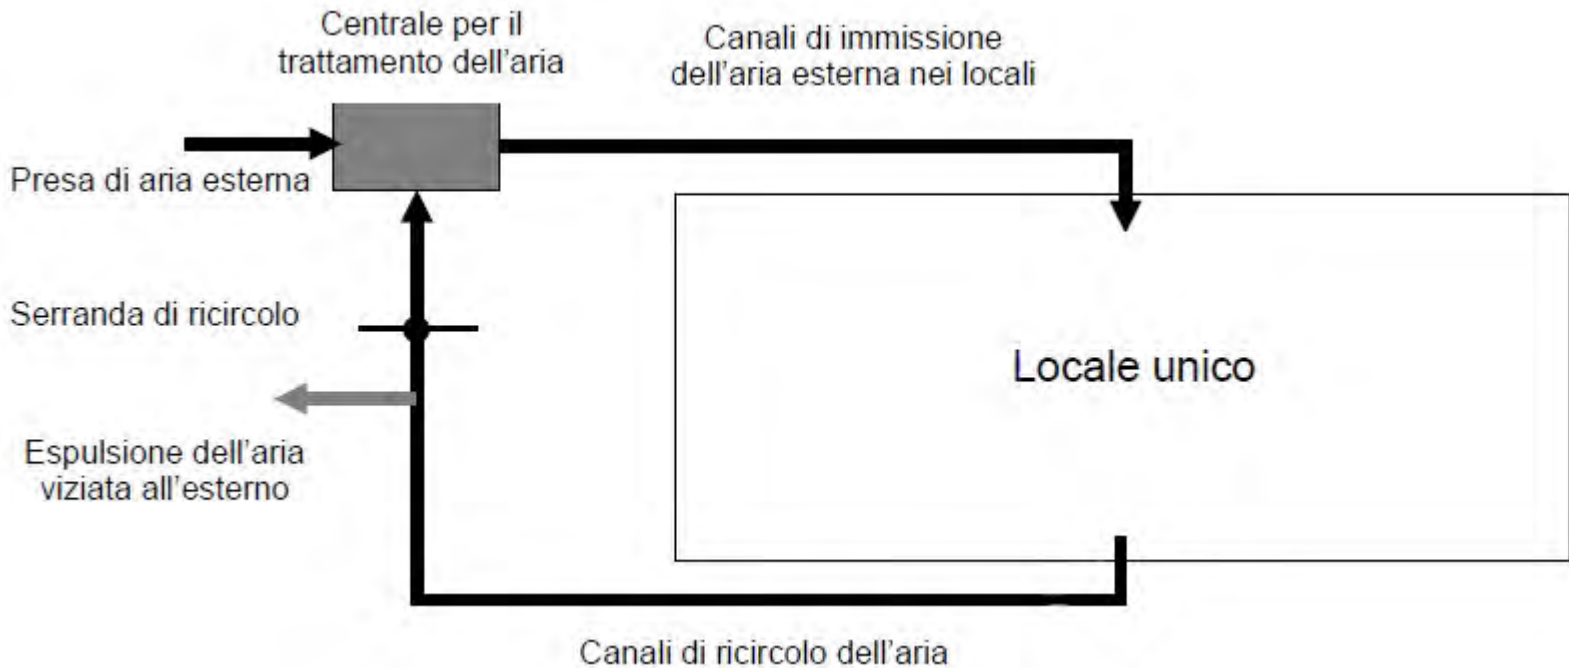 Centrale per il
trattamento dell'aria
Canali di immissione
dell'aria esterna nei locali
Presa di aria esterna
Serranda di ricircolo
Locale unico
Espulsione dell'aria
viziata all'esterno
Canali di ricircolo dell'aria